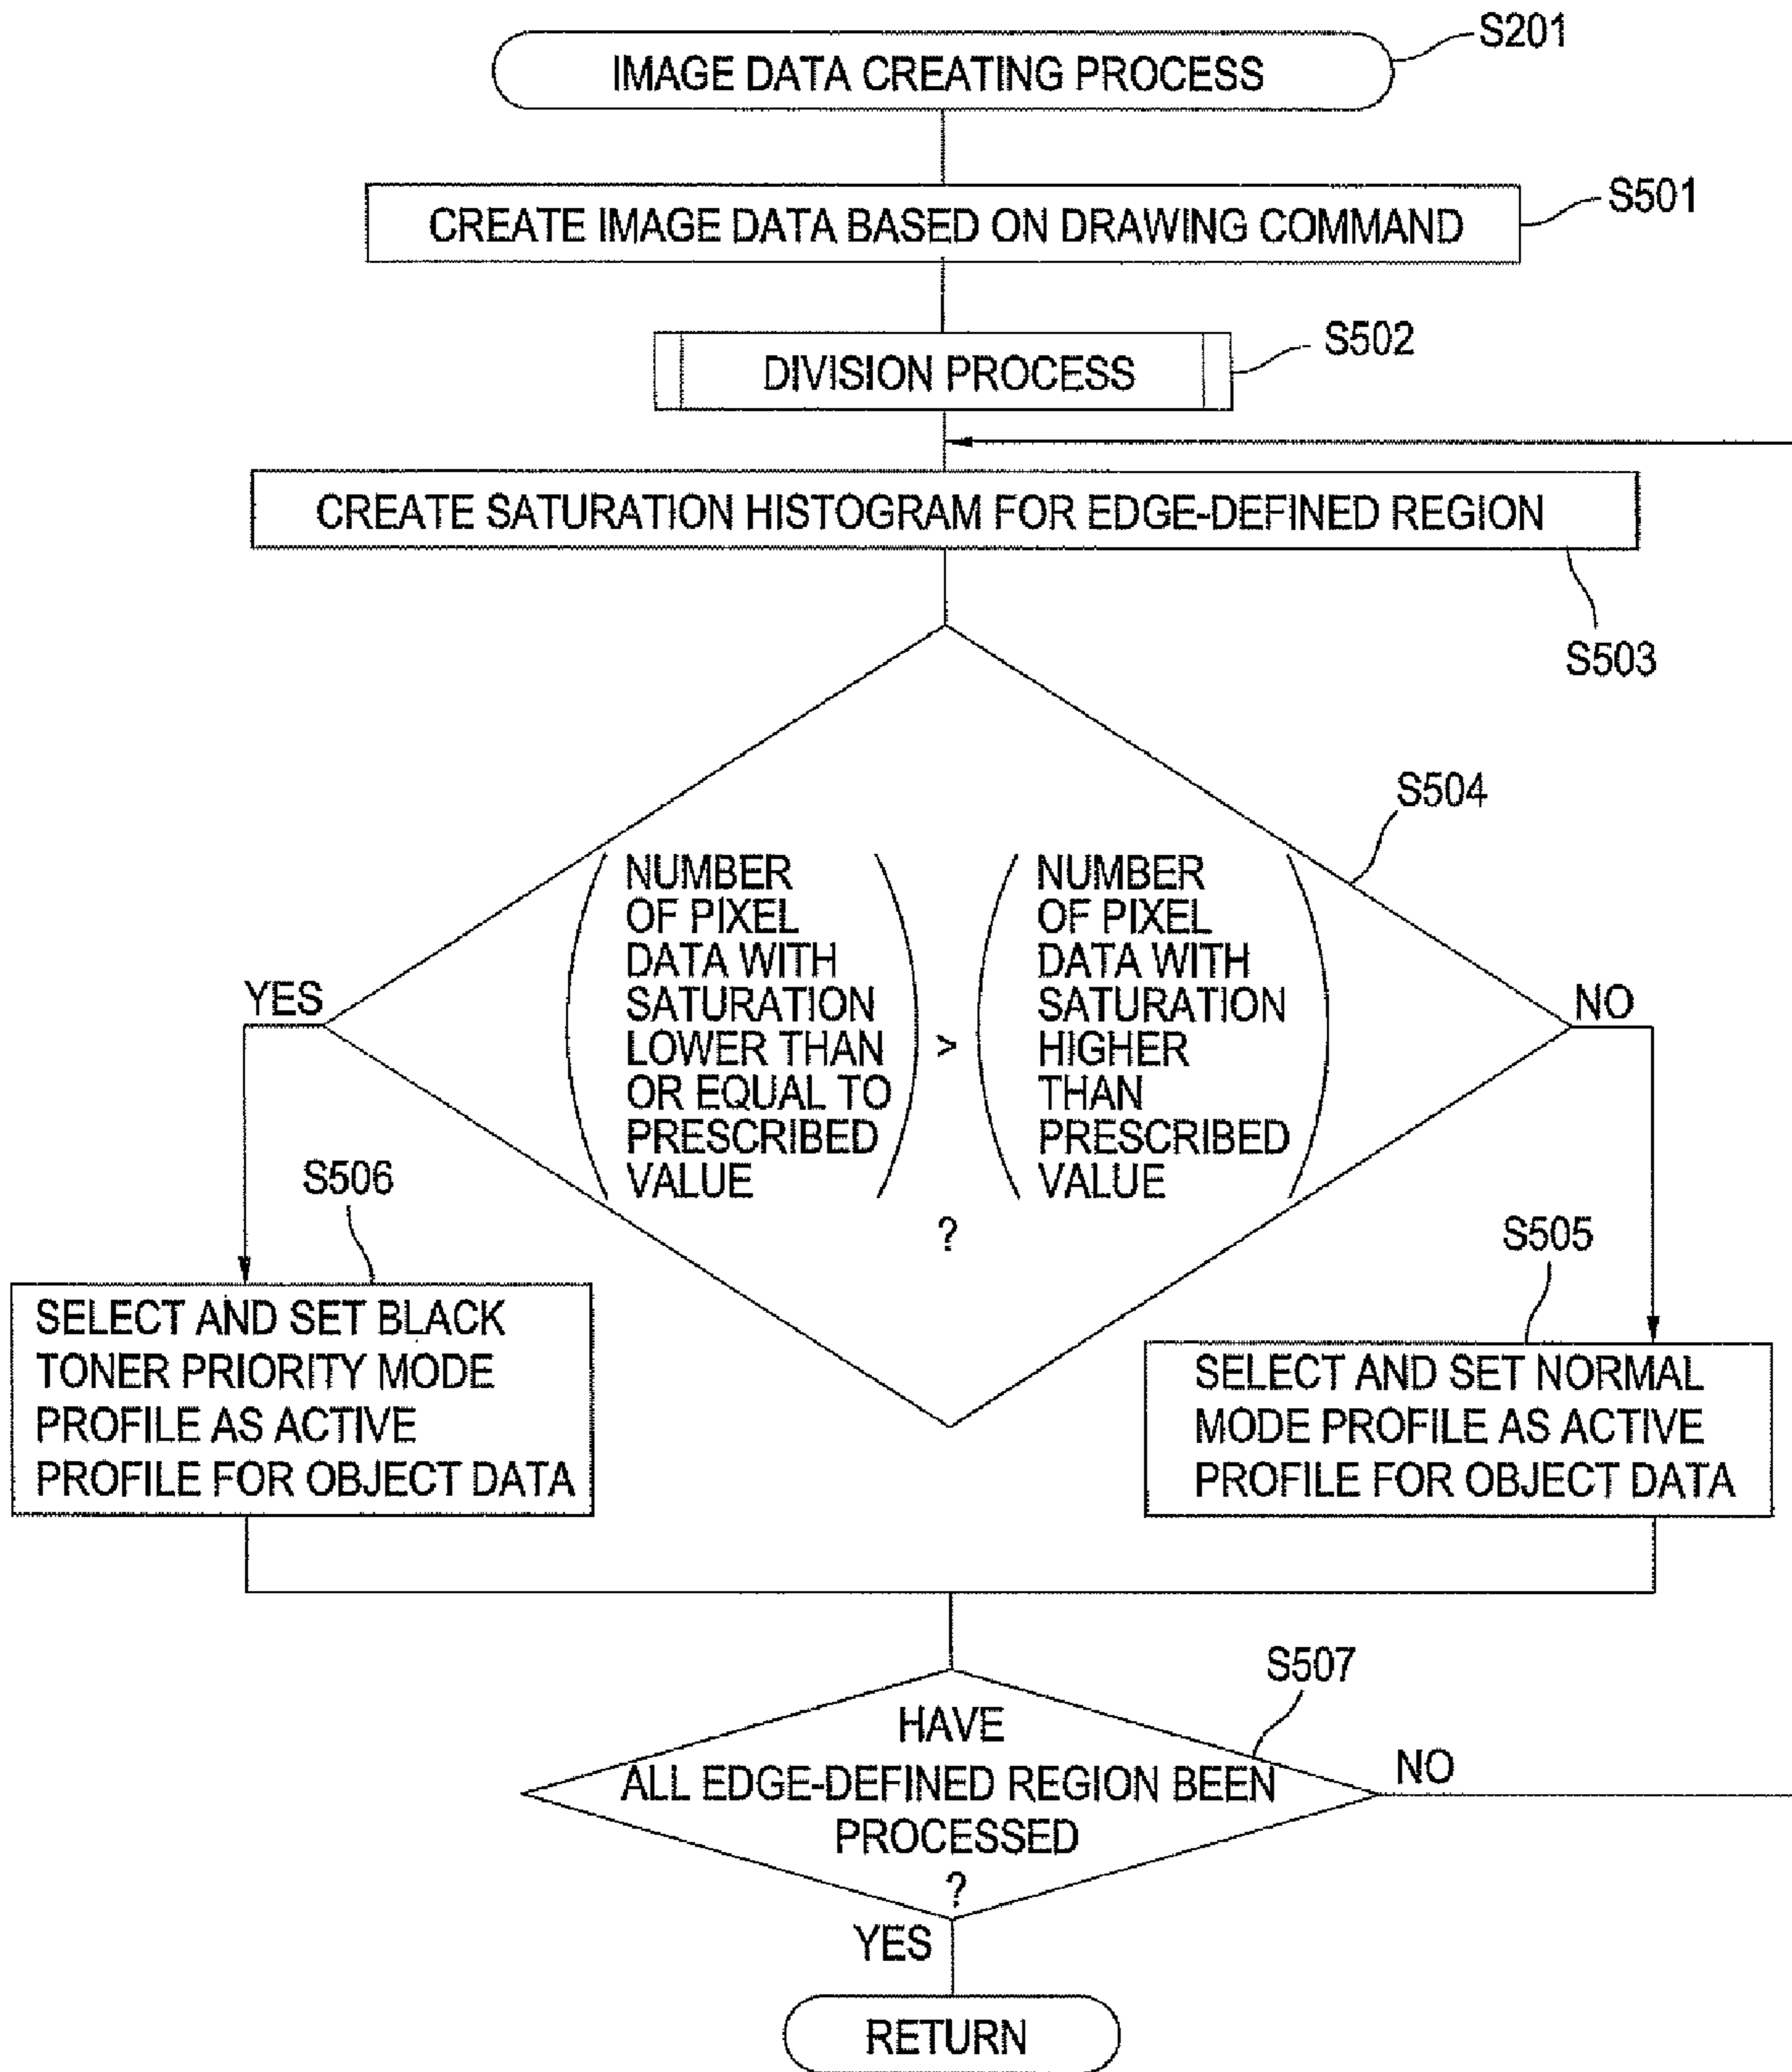 S201
IMAGE DATA CREATING PROCESS
S501
CREATE IMAGE DATA BASED ON DRAWING COMMAND
S502
DIVISION PROCESS
CREATE SATURATION HISTOGRAM FOR EDGE-DEFINED REGION
S503
S504
NUMBER
OF PIXEL
DATA WITH
SATURATION
LOWER THAN
OR EQUAL TO
PRESCRIBED
VALUE
>
NUMBER
OF PIXEL
DATA WITH
SATURATION
HIGHER
THAN
PRESCRIBED
VALUE
?
YES
NO
S506
SELECT AND SET BLACK
TONER PRIORITY MODE
PROFILE AS ACTIVE
PROFILE FOR OBJECT DATA
S505
SELECT AND SET NORMAL
MODE PROFILE AS ACTIVE
PROFILE FOR OBJECT DATA
S507
HAVE
ALL EDGE-DEFINED REGION BEEN
PROCESSED
?
NO
YES
RETURN